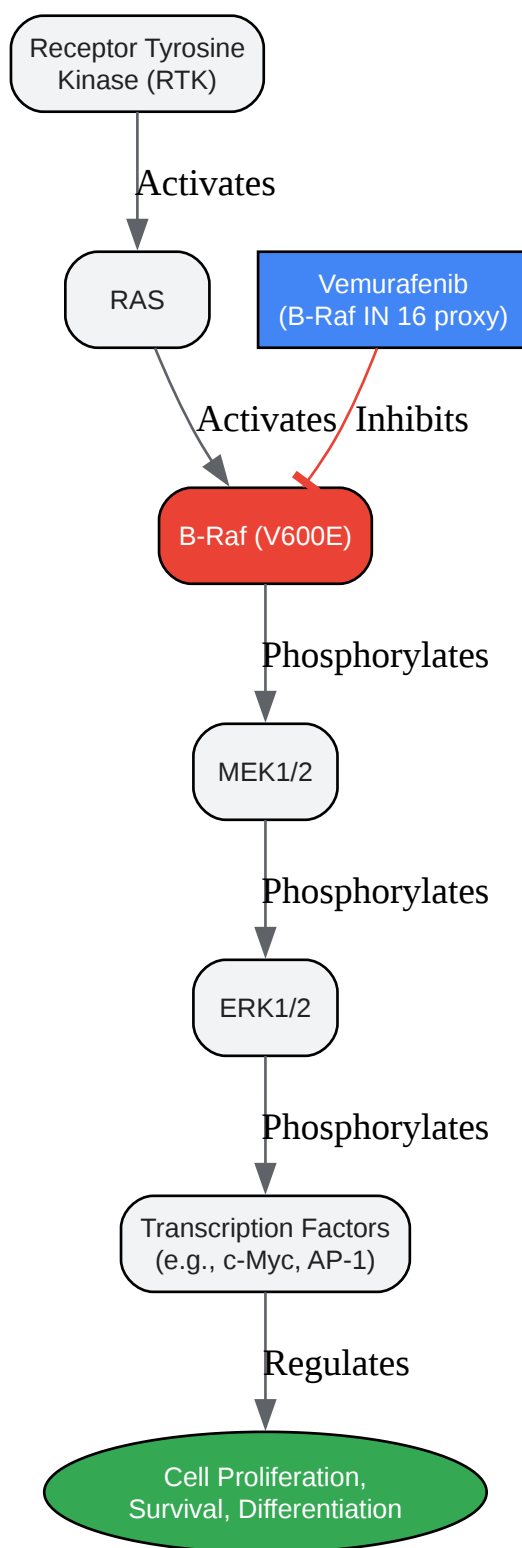 Receptor Tyrosine
Kinase (RTK)
Activates
RAS
Vemurafenib
(B-Raf IN 16 proxy)
Activates
Inhibits
B-Raf (V600E)
Phosphorylates
MEK1/2
Phosphorylates
ERK1/2
Phosphorylates
Transcription Factors
(e.g., c-Myc, AP-1)
Regulates
Cell Proliferation,
Survival, Differentiation